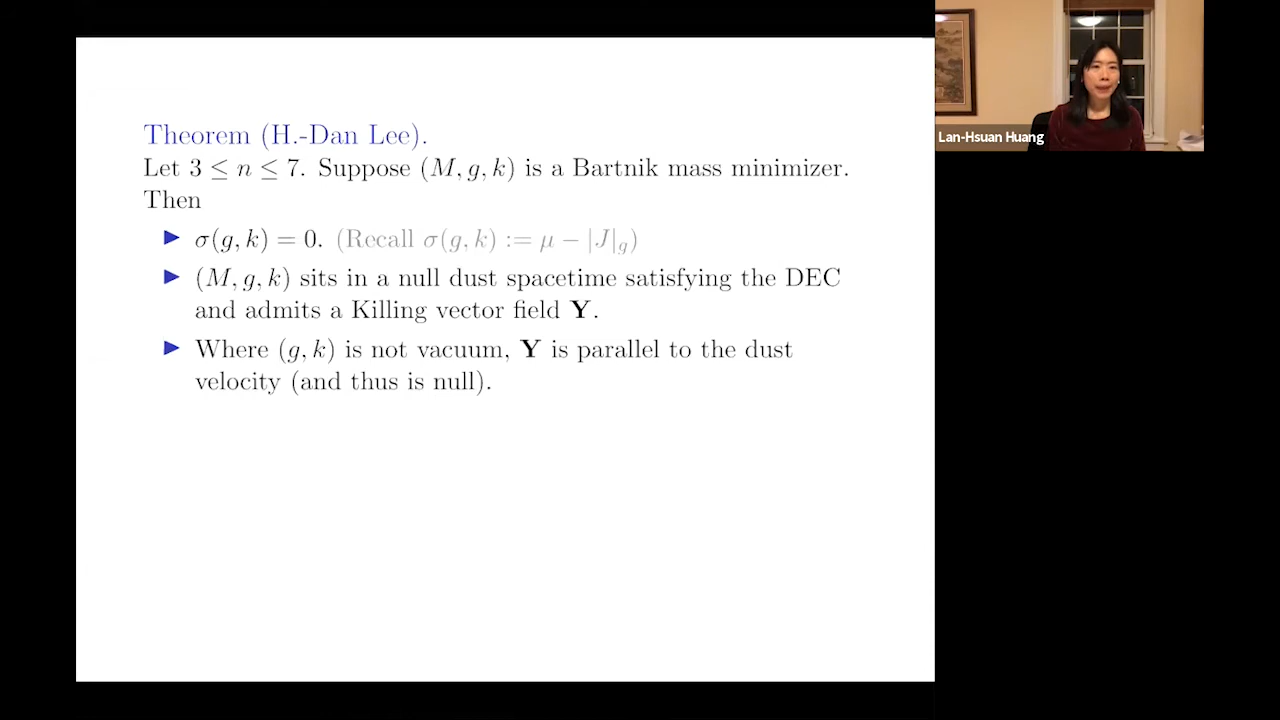 Theorem (H.-Dan Lee).
Let 3 ≤ n ≤ 7. Suppose (M, g, k) is a Bartnik mass minimizer.
Then
▶ σ(g, k) = 0. (Recall σ(g, k) := μ − |J|_g)
▶ (M, g, k) sits in a null dust spacetime satisfying the DEC
and admits a Killing vector field Y.
▶ Where (g, k) is not vacuum, Y is parallel to the dust
velocity (and thus is null).
Lan-Hsuan Huang